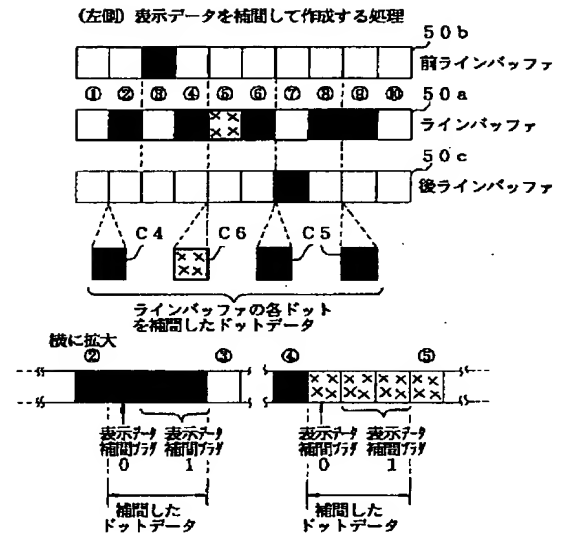 (左側) 表示データを補間して作成する処理
50b
前ラインバッファ
① ② ③ ④ ⑤ ⑥ ⑦ ⑧ ⑨ ⑩
50a
ラインバッファ
50c
後ラインバッファ
C4 C6 C5
ラインバッファの各ドット
を補間したドットデータ
横に拡大
② ③ ④ ⑤
表示データ 表示データ 表示データ 表示データ
補間フラグ 補間フラグ 補間フラグ 補間フラグ
0 1 0 1
補間した 補間した
ドットデータ ドットデータ